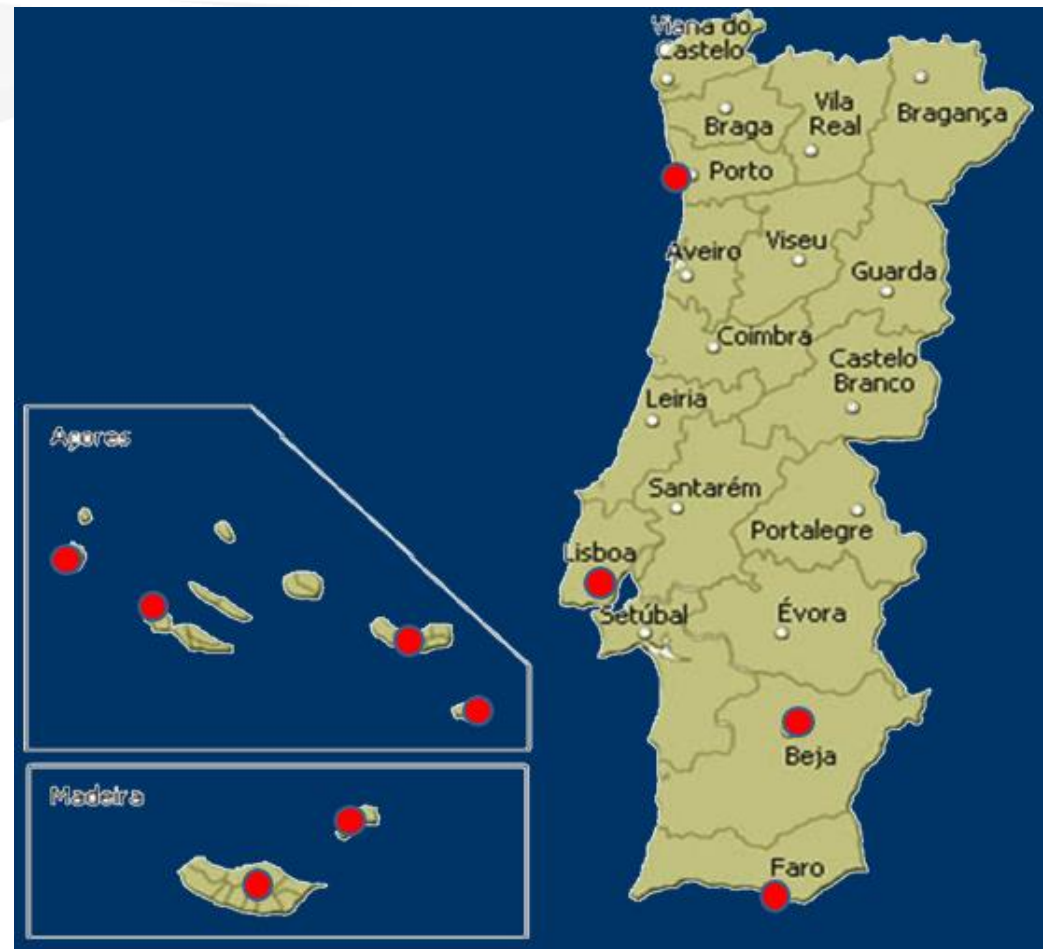 Viana do
Castelo
Braga
Vila
Real
Bragança
Porto
Aveiro
Viseu
Guarda
Coimbra
Castelo
Branco
Leiria
Açores
Santarém
Portalegre
Lisboa
Setúbal
Évora
Beja
Madeira
Faro